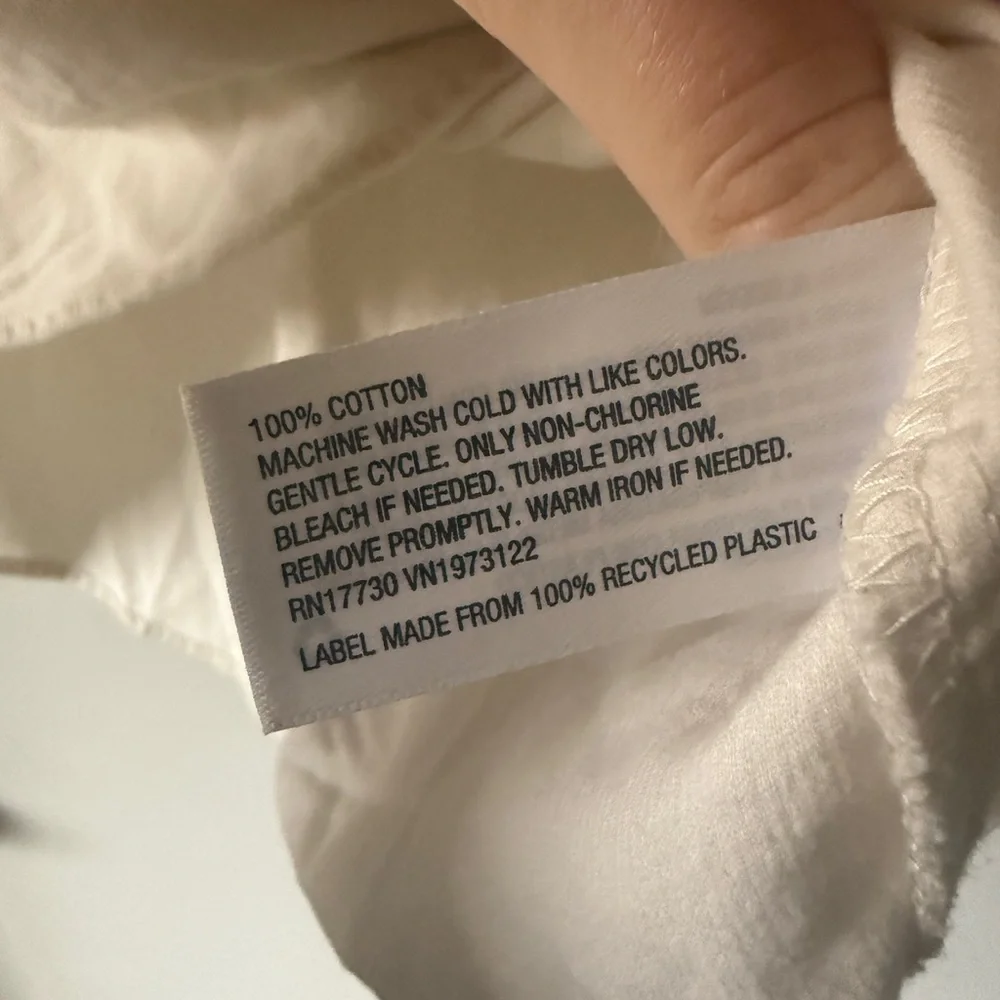 100% COTTON
MACHINE WASH COLD WITH LIKE COLORS.
GENTLE CYCLE. ONLY NON-CHLORINE
BLEACH IF NEEDED. TUMBLE DRY LOW.
REMOVE PROMPTLY. WARM IRON IF NEEDED.
RN17730 VN1973122
LABEL MADE FROM 100% RECYCLED PLASTIC